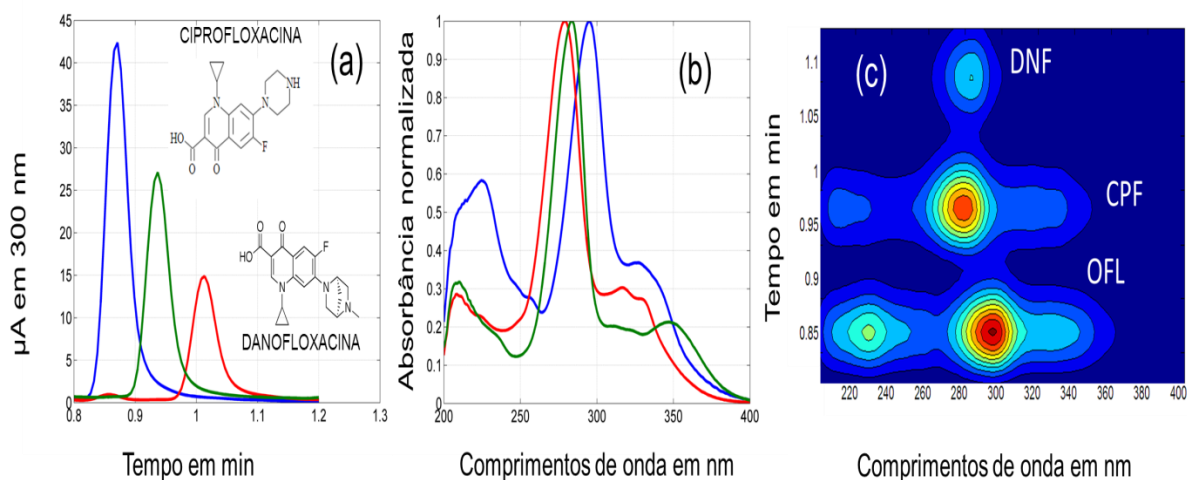 (a)
CIPROFLOXACINA
DANOFLOXACINA
NH
N
N
HO
O
O
F
O
O
HO
F
N
N
N
µA em 300 nm
45
40
35
30
25
20
15
10
5
0
0.8
0.9
1
1.1
1.2
1.3
Tempo em min
(b)
Absorbância normalizada
1
0.9
0.8
0.7
0.6
0.5
0.4
0.3
0.2
0.1
0
200
250
300
350
400
Comprimentos de onda em nm
(c)
DNF
CPF
OFL
Tempo em min
1.1
1.05
1
0.95
0.9
0.85
220 240 260 280 300 320 340 360 380 400
Comprimentos de onda em nm